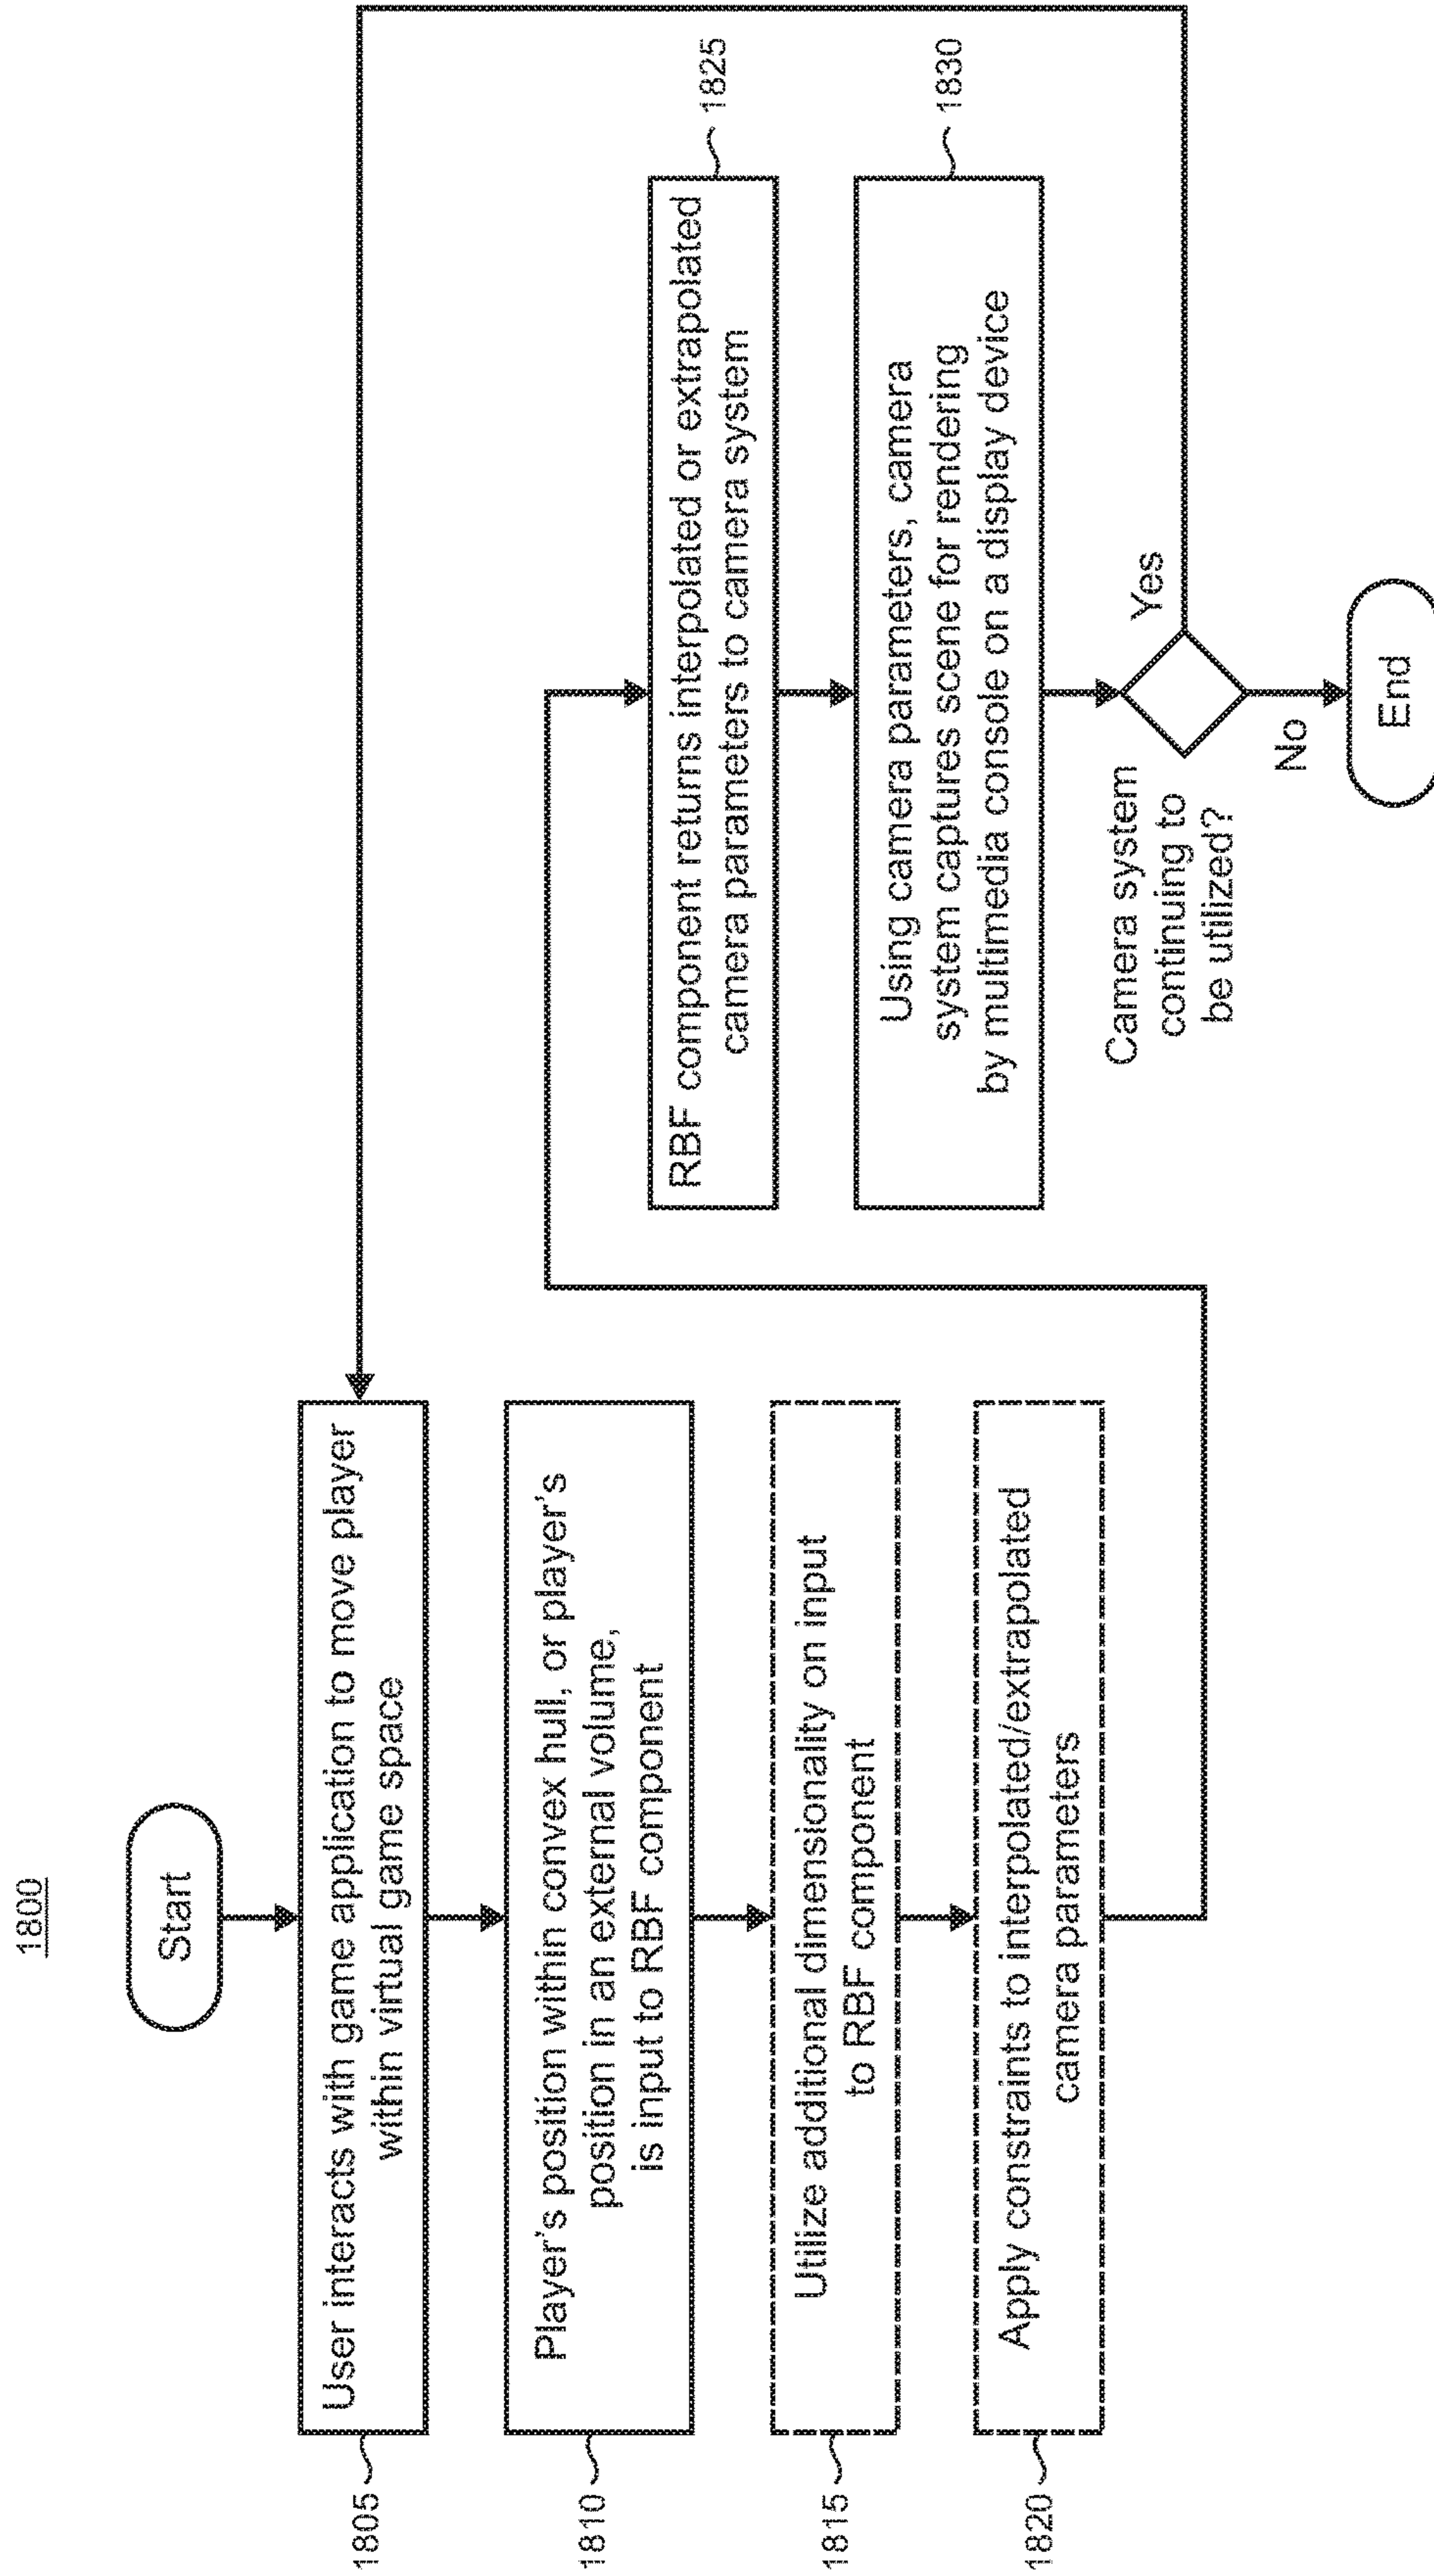 1800
Start
User interacts with game application to move player
within virtual game space
1805
Player's position within convex hull, or player's
position in an external volume,
is input to RBF component
1810
Utilize additional dimensionality on input
to RBF component
1815
Apply constraints to interpolated/extrapolated
camera parameters
1820
RBF component returns interpolated or extrapolated
camera parameters to camera system
1825
Using camera parameters, camera
system captures scene for rendering
by multimedia console on a display device
1830
Camera system
continuing to
be utilized?
Yes
No
End